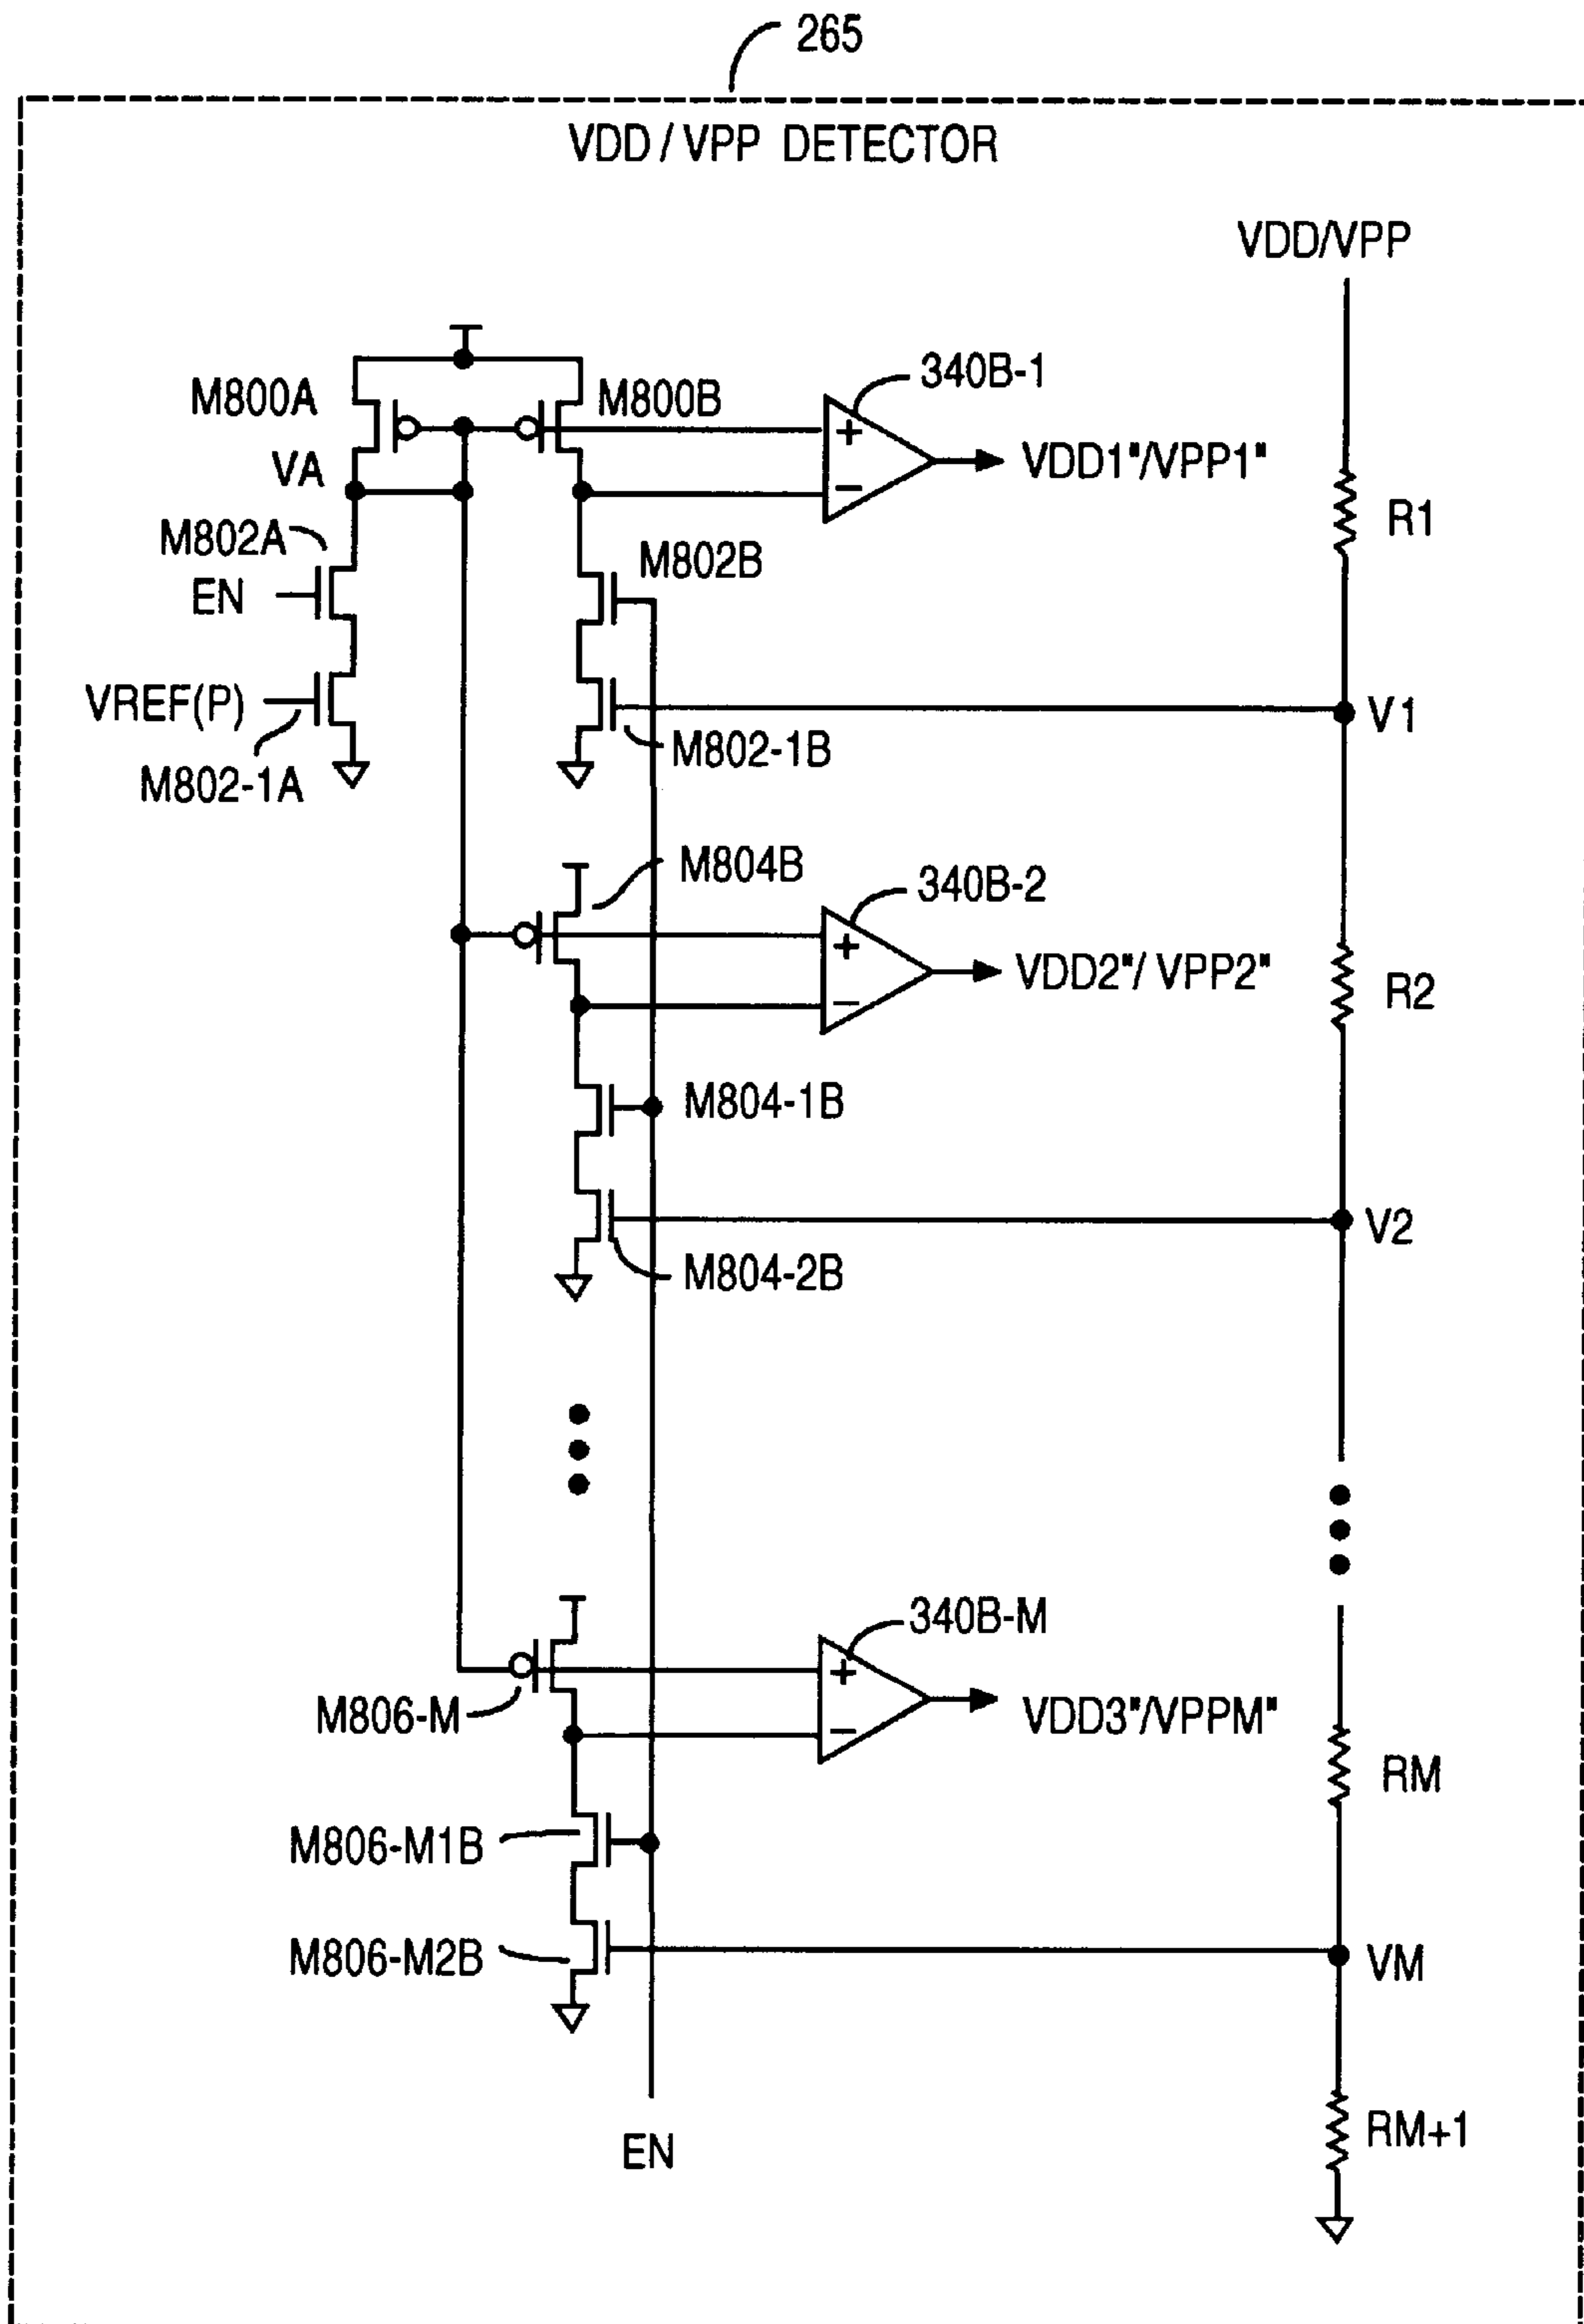 265
VDD / VPP DETECTOR
VDD/VPP
340B-1
M800A
M800B
+
VDD1"/VPP1"
VA
−
R1
M802A
M802B
EN
VREF(P)
V1
M802-1B
M802-1A
M804B
340B-2
+
VDD2"/ VPP2"
R2
−
M804-1B
V2
M804-2B
340B-M
+
M806-M
VDD3"/VPPM"
−
RM
M806-M1B
M806-M2B
VM
RM+1
EN